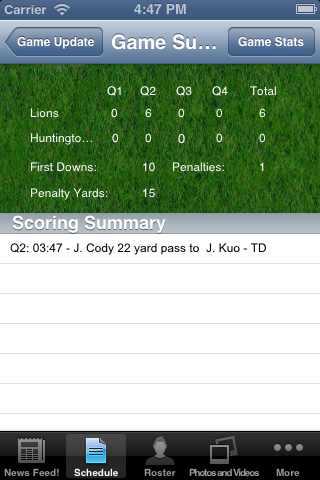 Carrier 4:47 PM
Game Update Game Su... Game Stats
Q1 Q2 Q3 Q4 Total
Lions 0 6 0 0 6
Huntingto... 0 0 0 0 0
First Downs: 10 Penalties: 1
Penalty Yards: 15
Scoring Summary
Q2: 03:47 - J. Cody 22 yard pass to J. Kuo - TD
News Feed! Schedule Roster Photos and Videos More